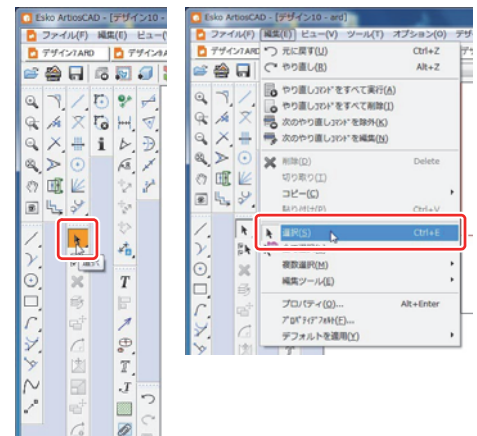 Esko ArtiosCAD - [デザイン10 -
ファイル(F) 編集(E) ビュー(
デザイン1.ARD デザイン
選択
Esko ArtiosCAD - [デザイン10 - ard]
ファイル(F) 編集(E) ビュー(V) ツール(T) オプション(O) デザ
デザイン1.ARD
元に戻す(U) Ctrl+Z
やり直し(R) Alt+Z
やり直しコマンドをすべて実行(A)
やり直しコマンドをすべて削除(I)
次のやり直しコマンドを除外(K)
次のやり直しコマンドを編集(N)
削除(D) Delete
切り取り(T)
コピー(C)
貼り付け(P) Ctrl+V
選択(S) Ctrl+E
複数選択(M)
編集ツール(E)
プロパティ(O)... Alt+Enter
プロパティデフォルト(F)...
デフォルトを適用(Y)